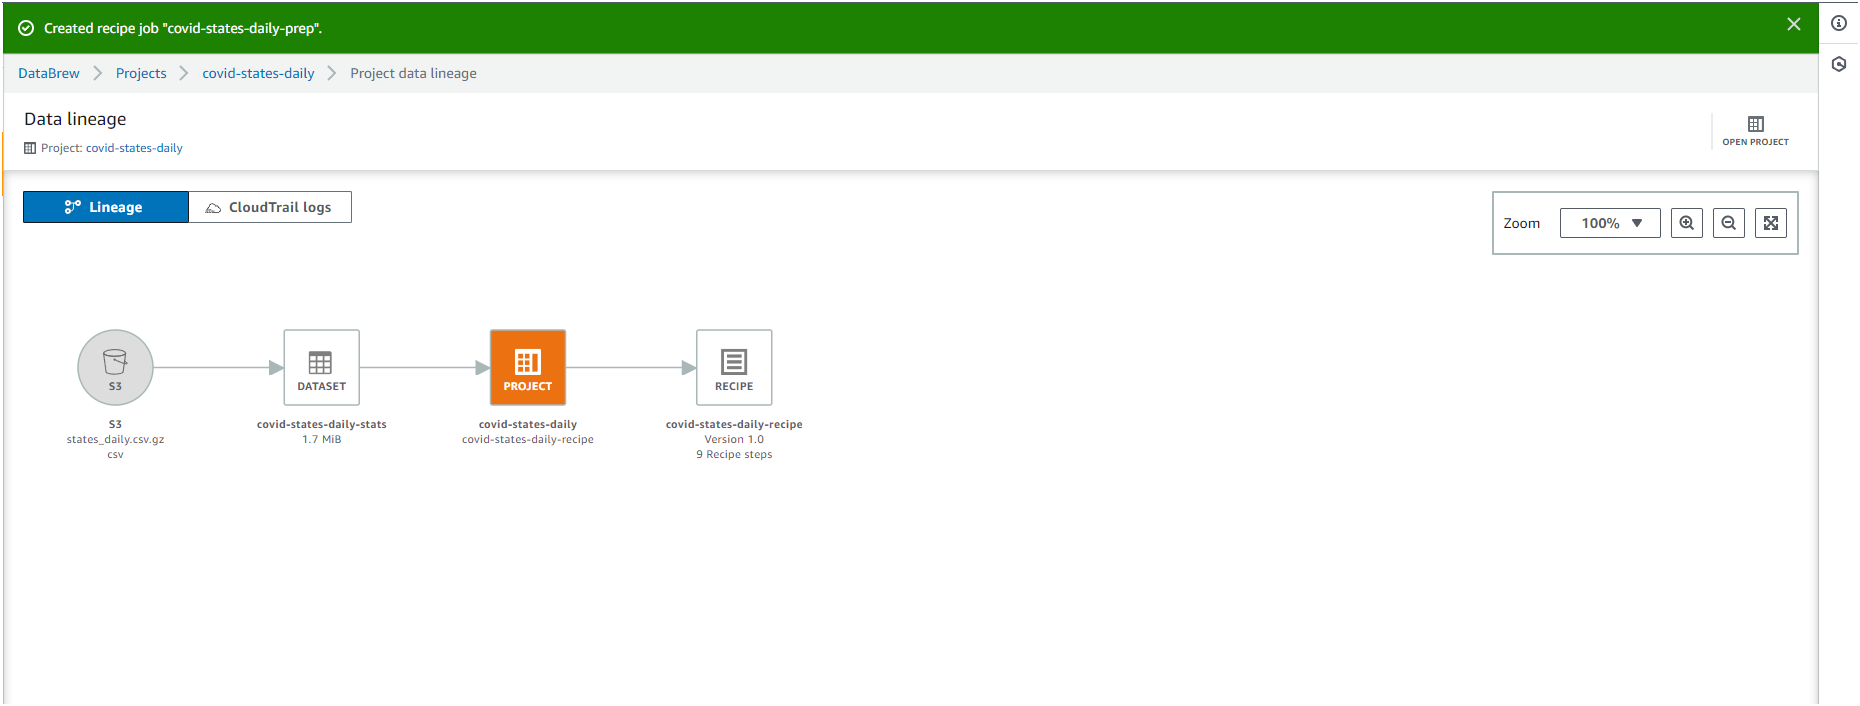 Created recipe job "covid-states-daily-prep".
DataBrew Projects covid-states-daily Project data lineage
Data lineage
Project: covid-states-daily
OPEN PROJECT
Lineage CloudTrail logs
Zoom 100%
S3 DATASET PROJECT RECIPE
S3 covid-states-daily-stats covid-states-daily covid-states-daily-recipe
states_daily.csv.gz 1.7 MiB covid-states-daily-recipe Version 1.0
csv 9 Recipe steps